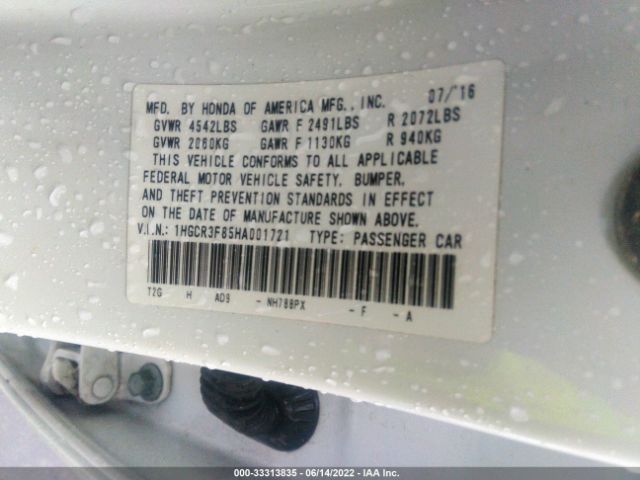 MFD. BY HONDA OF AMERICA MFG., INC. 07/'16
GVWR 4542LBS GAWR F 2491LBS R 2072LBS
GVWR 2060KG GAWR F 1130KG R 940KG
THIS VEHICLE CONFORMS TO ALL APPLICABLE
FEDERAL MOTOR VEHICLE SAFETY, BUMPER,
AND THEFT PREVENTION STANDARDS IN EFFECT
ON THE DATE OF MANUFACTURE SHOWN ABOVE.
V.I.N.: 1HGCR3F85HA001721 TYPE: PASSENGER CAR
T2G H AD9 - NH788PX - F - A
000-33313835 - 06/14/2022 - IAA Inc.